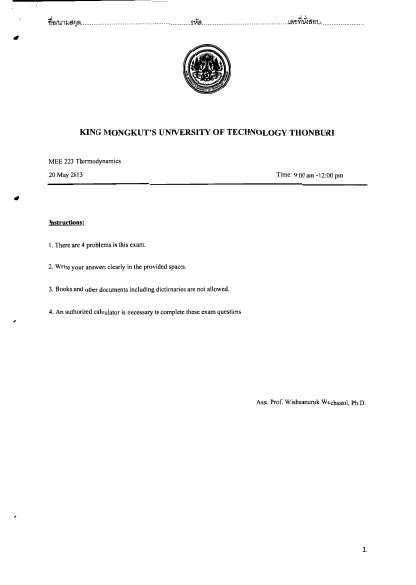 ชื่อ/นามสกุล..............................................รหัส....................................เลขที่นั่งสอบ..................
KING MONGKUT'S UNIVERSITY OF TECHNOLOGY THONBURI
MEE 223 Thermodynamics
20 May 2613 Time: 9:00 am -12:00 pm
Instructions:
1. There are 4 problems is this exam.
2. Write your answers clearly in the provided spaces.
3. Books and other documents including dictionaries are not allowed.
4. An authorized calculator is necessary to complete these exam questions
Asst. Prof. Wishsanuruk Wechsatol, Ph.D.
1